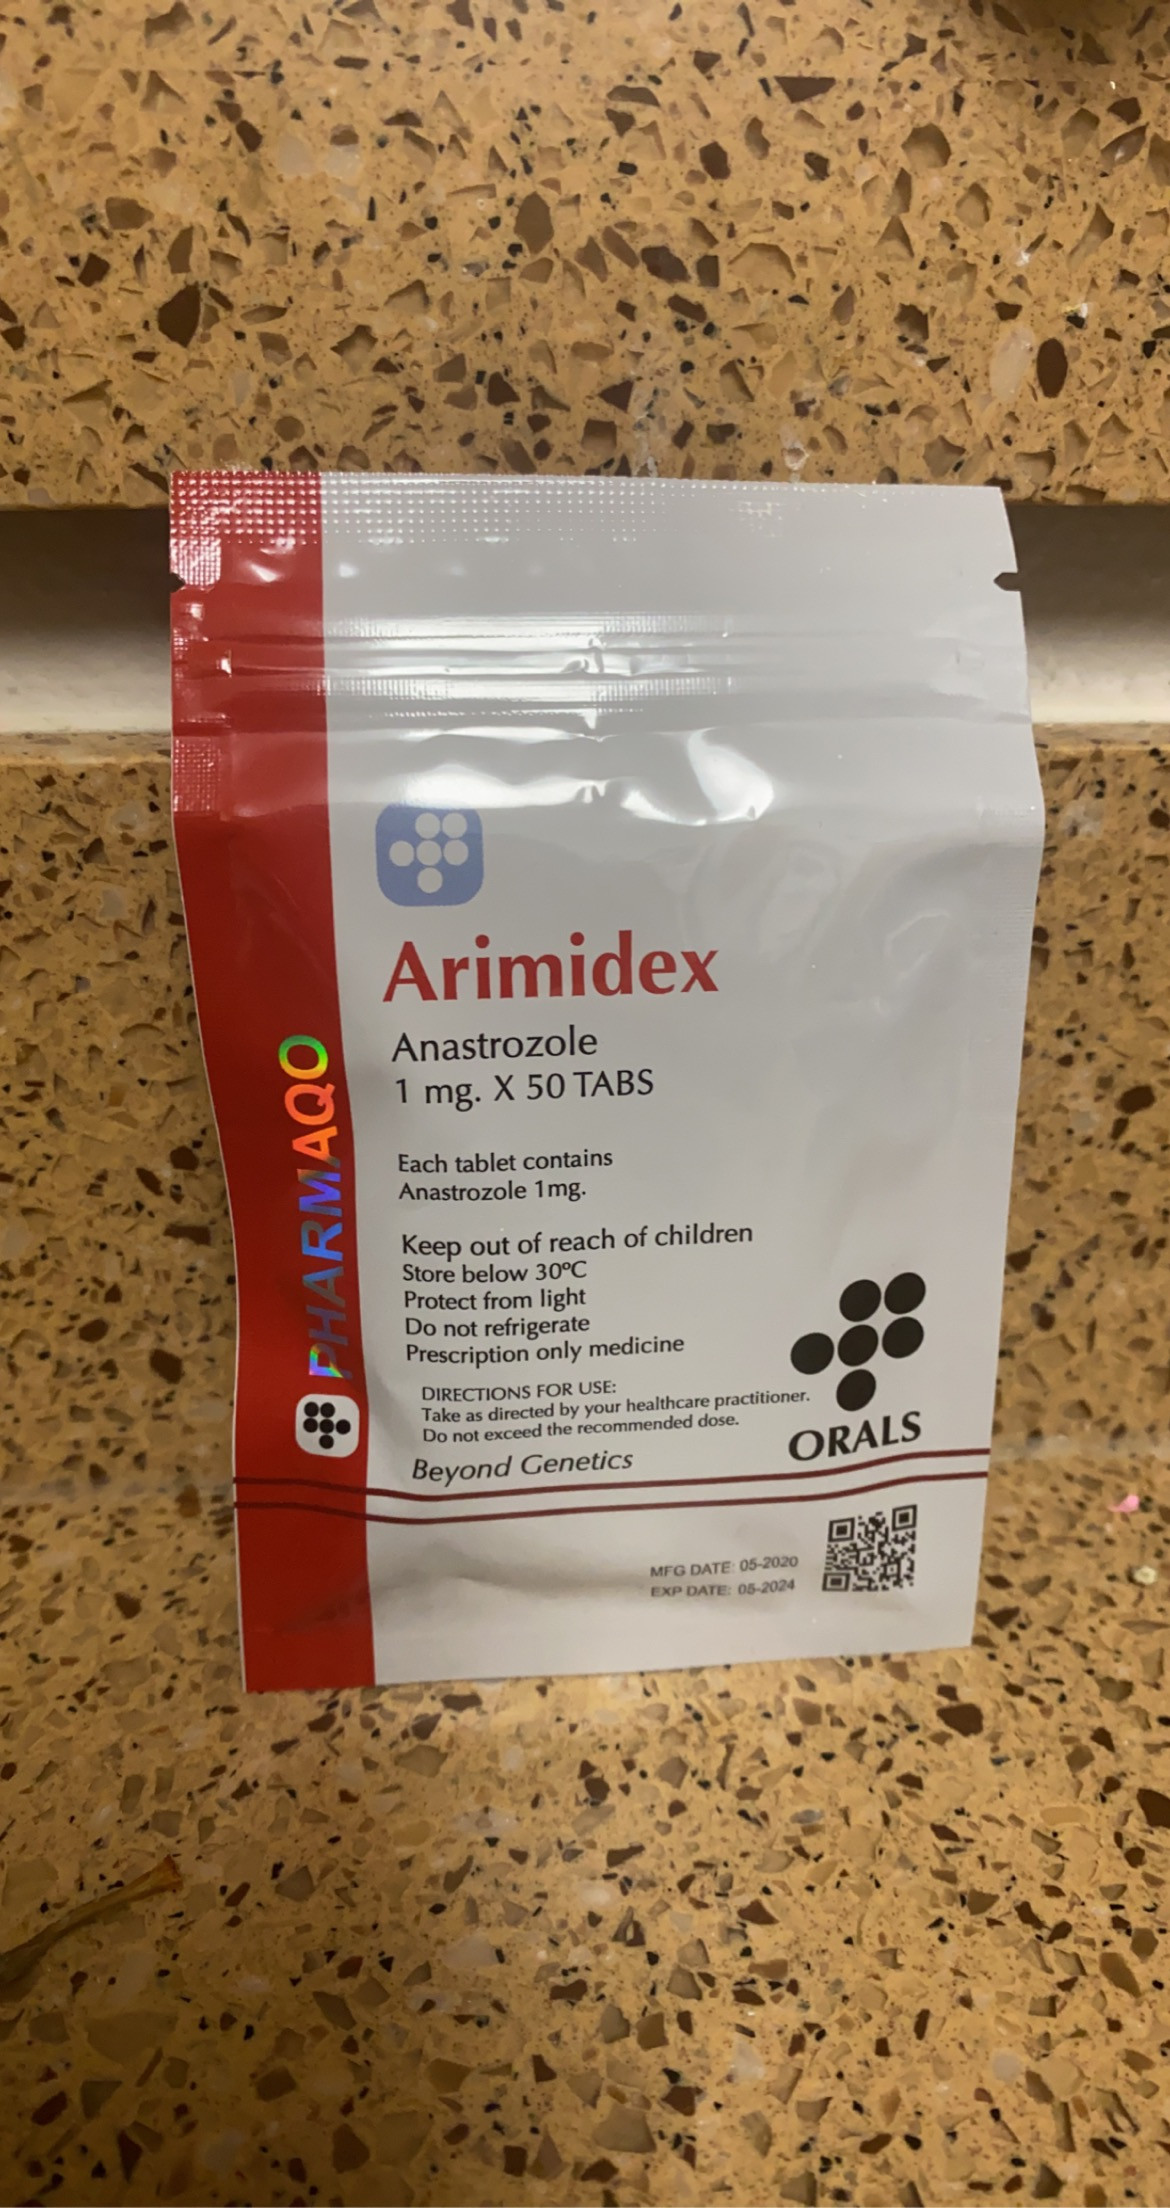 Arimidex
Anastrozole
1 mg. X 50 TABS
Each tablet contains
Anastrozole 1mg.
Keep out of reach of children
Store below 30ºC
Protect from light
Do not refrigerate
Prescription only medicine
DIRECTIONS FOR USE:
Take as directed by your healthcare practitioner.
Do not exceed the recommended dose.
Beyond Genetics
ORALS
MFG DATE: 05-2020
EXP DATE: 05-2024
PHARMAQO